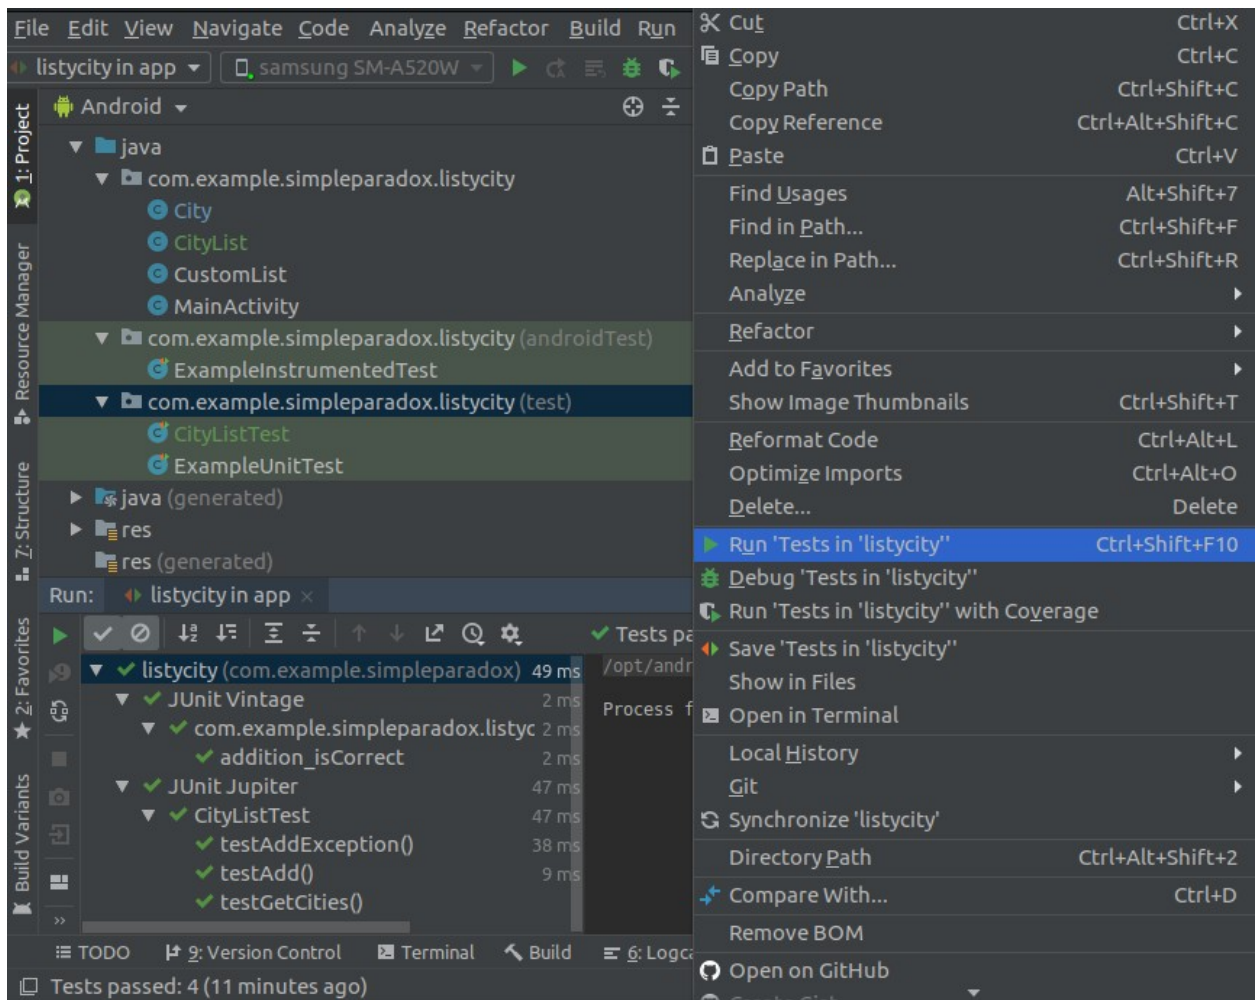 File Edit View Navigate Code Analyze Refactor Build Run
listycity in app samsung SM-A520W
Android
1: Project
Resource Manager
7: Structure
2: Favorites
Build Variants
java
com.example.simpleparadox.listycity
City
CityList
CustomList
MainActivity
com.example.simpleparadox.listycity (androidTest)
ExampleInstrumentedTest
com.example.simpleparadox.listycity (test)
CityListTest
ExampleUnitTest
java (generated)
res
res (generated)
Run: listycity in app
Tests pa
listycity (com.example.simpleparadox) 49 ms
JUnit Vintage 2 ms
com.example.simpleparadox.listyc 2 ms
addition_isCorrect 2 ms
JUnit Jupiter 47 ms
CityListTest 47 ms
testAddException() 38 ms
testAdd() 9 ms
testGetCities()
/opt/andr
Process f
TODO 9: Version Control Terminal Build 6: Logca
Tests passed: 4 (11 minutes ago)
Cut Ctrl+X
Copy Ctrl+C
Copy Path Ctrl+Shift+C
Copy Reference Ctrl+Alt+Shift+C
Paste Ctrl+V
Find Usages Alt+Shift+7
Find in Path... Ctrl+Shift+F
Replace in Path... Ctrl+Shift+R
Analyze
Refactor
Add to Favorites
Show Image Thumbnails Ctrl+Shift+T
Reformat Code Ctrl+Alt+L
Optimize Imports Ctrl+Alt+O
Delete... Delete
Run 'Tests in 'listycity'' Ctrl+Shift+F10
Debug 'Tests in 'listycity''
Run 'Tests in 'listycity'' with Coverage
Save 'Tests in 'listycity''
Show in Files
Open in Terminal
Local History
Git
Synchronize 'listycity'
Directory Path Ctrl+Alt+Shift+2
Compare With... Ctrl+D
Remove BOM
Open on GitHub